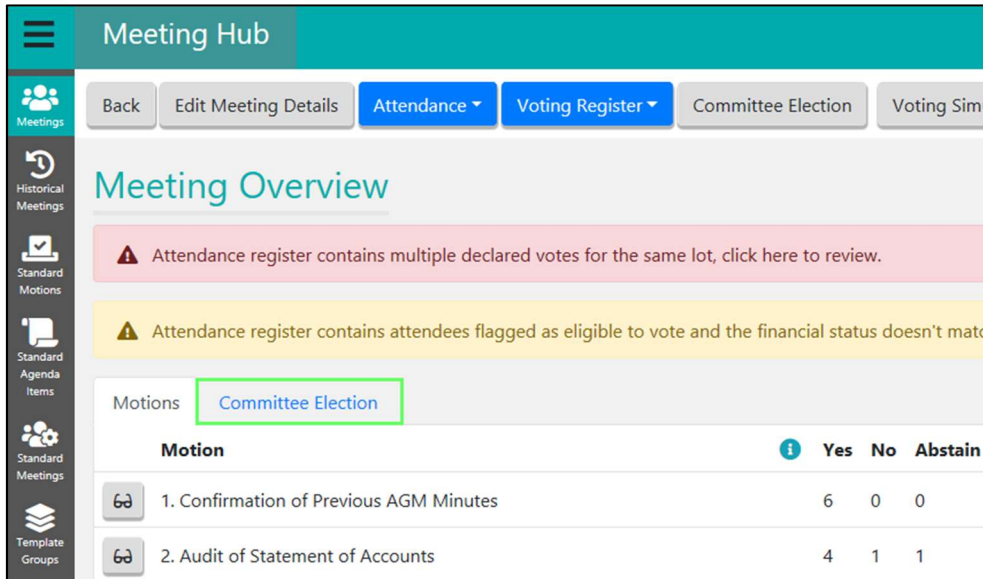 Meeting Hub
Meetings
Historical
Meetings
Standard
Motions
Standard
Agenda
Items
Standard
Meetings
Template
Groups
Back Edit Meeting Details Attendance Voting Register Committee Election Voting Sim
Meeting Overview
Attendance register contains multiple declared votes for the same lot, click here to review.
Attendance register contains attendees flagged as eligible to vote and the financial status doesn't matc
Motions Committee Election
Motion Yes No Abstain
1. Confirmation of Previous AGM Minutes 6 0 0
2. Audit of Statement of Accounts 4 1 1